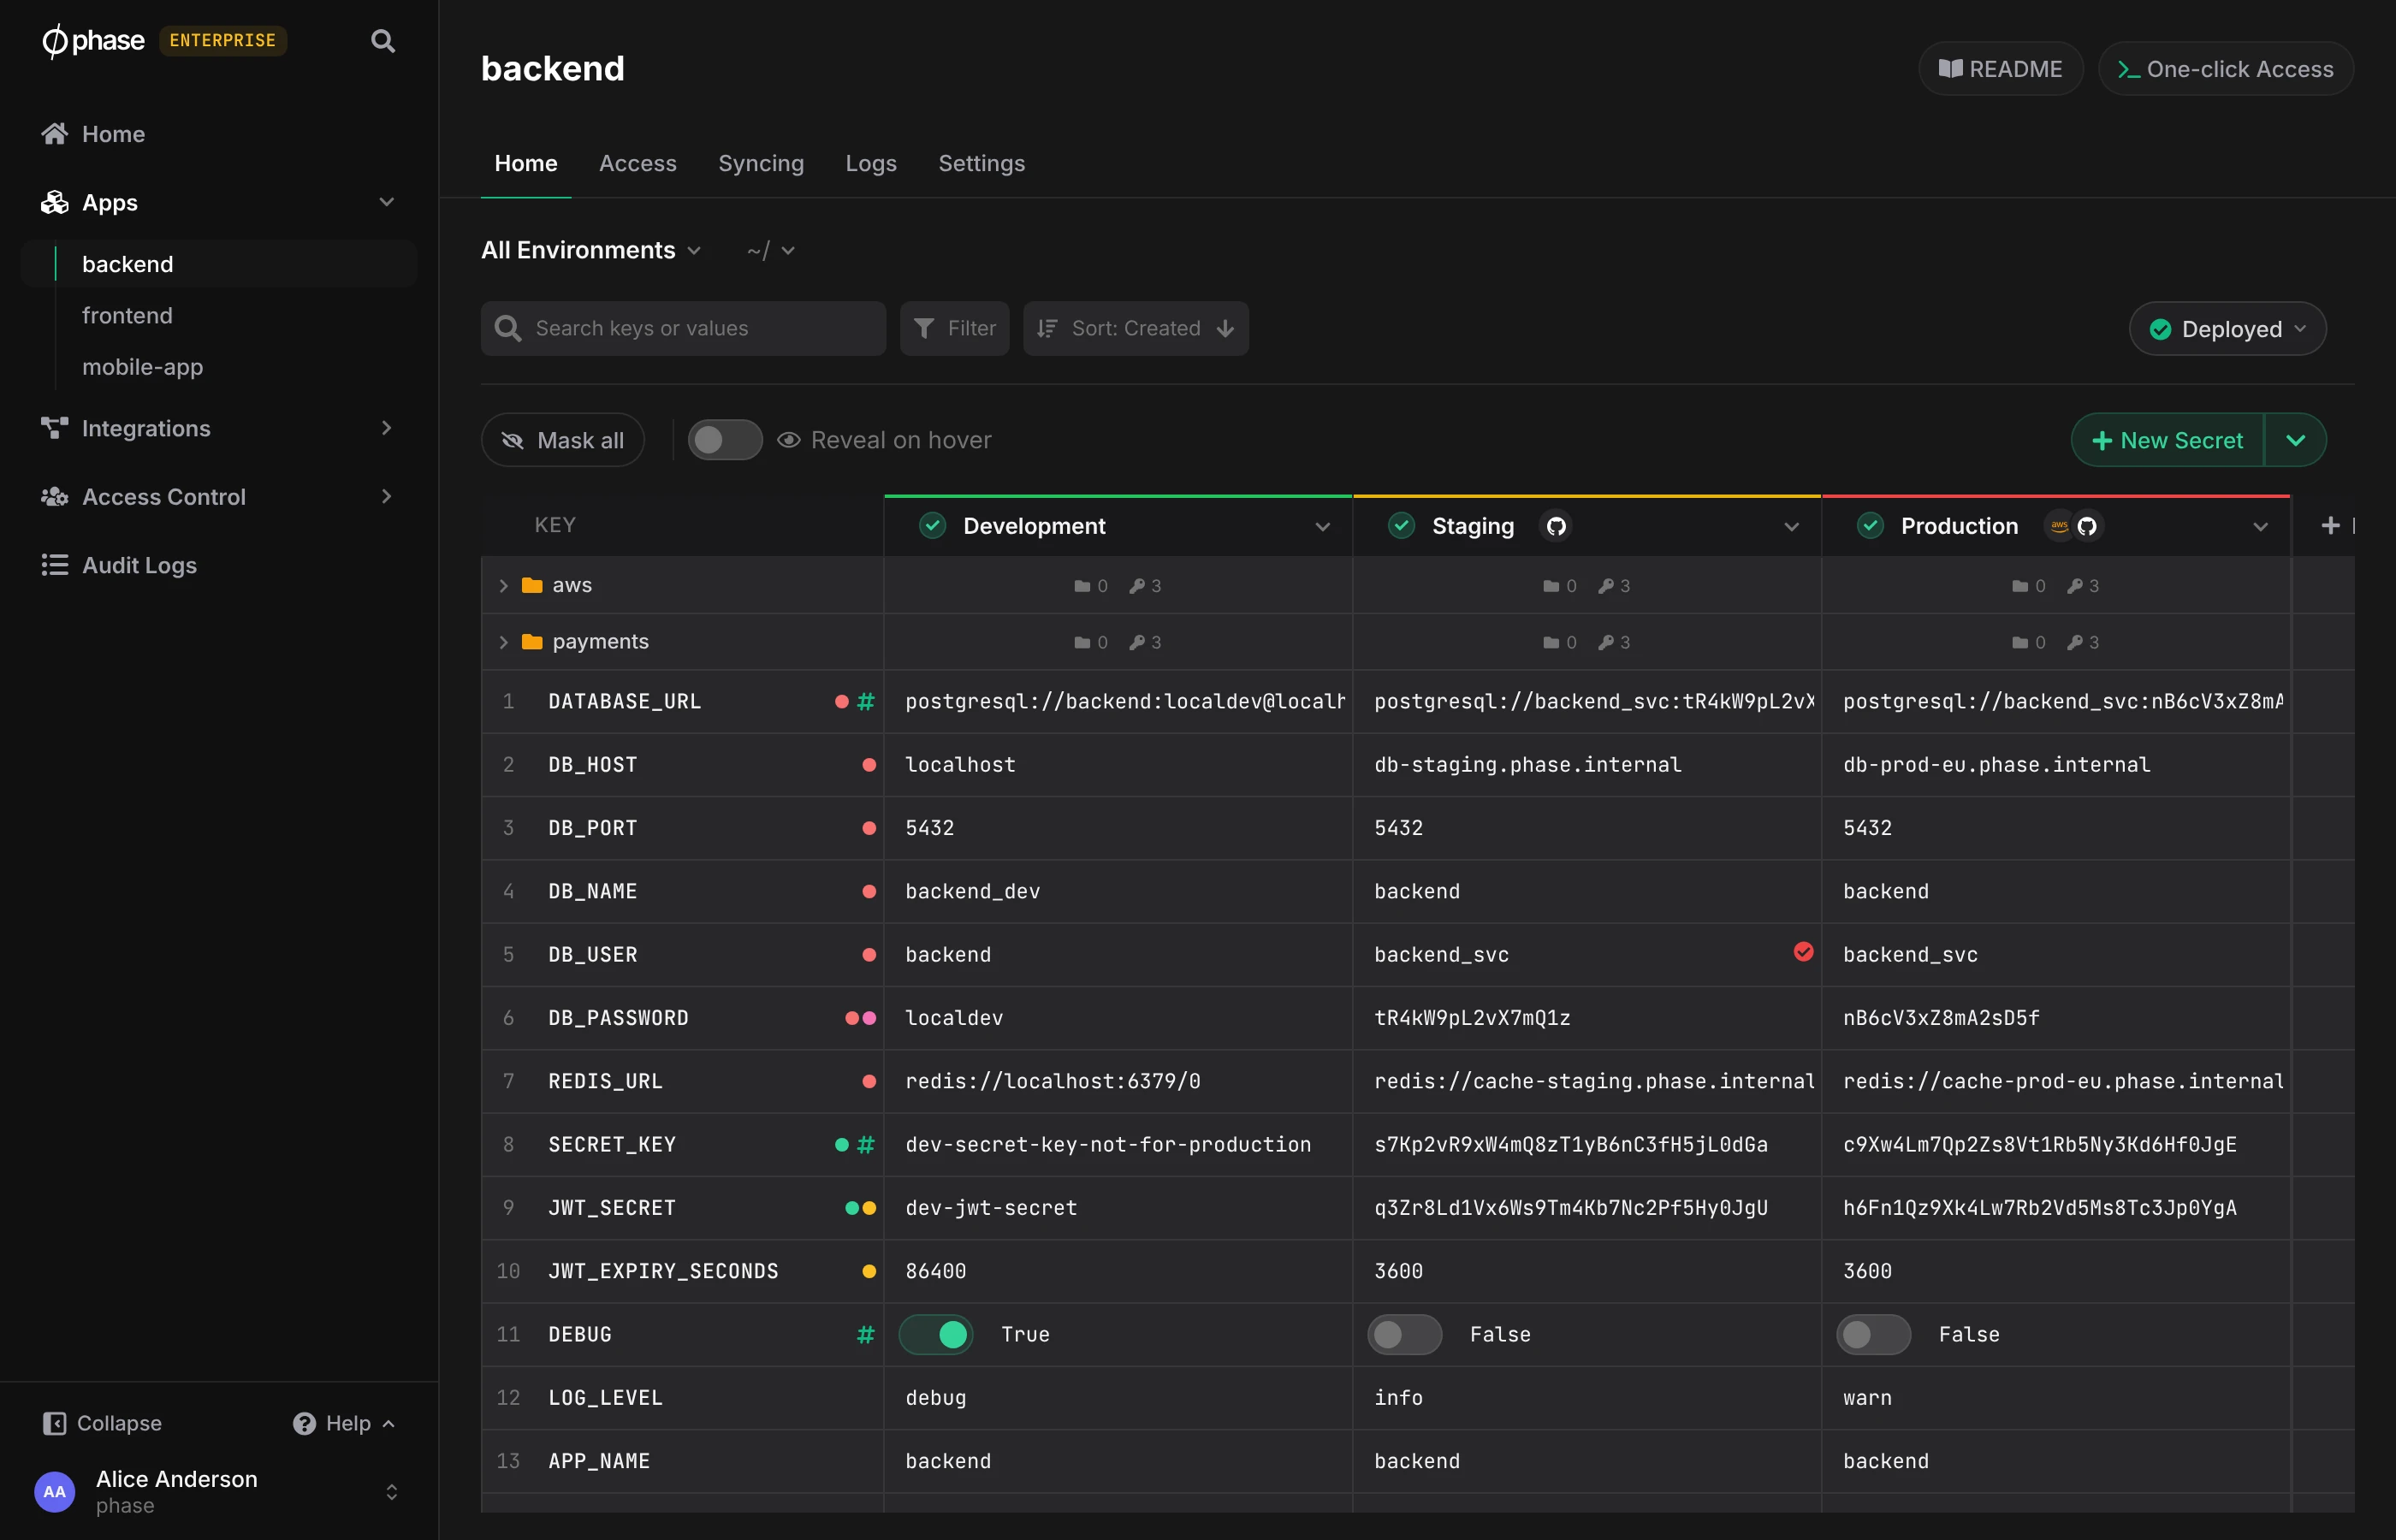 phase ENTERPRISE
Home
Apps
backend
frontend
mobile-app
Integrations
Access Control
Audit Logs
Collapse
Help
AA
Alice Anderson
phase
backend
README
One-click Access
Home Access Syncing Logs Settings
All Environments ~/
Search keys or values
Filter
Sort: Created
Deployed
Mask all
Reveal on hover
New Secret
KEY Development Staging Production aws
aws 0 3 0 3 0 3
payments 0 3 0 3 0 3
1 DATABASE_URL # postgresql://backend:localdev@localh postgresql://backend_svc:tR4kW9pL2vX postgresql://backend_svc:nB6cV3xZ8mA
2 DB_HOST localhost db-staging.phase.internal db-prod-eu.phase.internal
3 DB_PORT 5432 5432 5432
4 DB_NAME backend_dev backend backend
5 DB_USER backend backend_svc backend_svc
6 DB_PASSWORD localdev tR4kW9pL2vX7mQ1z nB6cV3xZ8mA2sD5f
7 REDIS_URL redis://localhost:6379/0 redis://cache-staging.phase.internal redis://cache-prod-eu.phase.internal
8 SECRET_KEY # dev-secret-key-not-for-production s7Kp2vR9xW4mQ8zT1yB6nC3fH5jL0dGa c9Xw4Lm7Qp2Zs8Vt1Rb5Ny3Kd6Hf0JgE
9 JWT_SECRET dev-jwt-secret q3Zr8Ld1Vx6Ws9Tm4Kb7Nc2Pf5Hy0JgU h6Fn1Qz9Xk4Lw7Rb2Vd5Ms8Tc3Jp0YgA
10 JWT_EXPIRY_SECONDS 86400 3600 3600
11 DEBUG # True False False
12 LOG_LEVEL debug info warn
13 APP_NAME backend backend backend